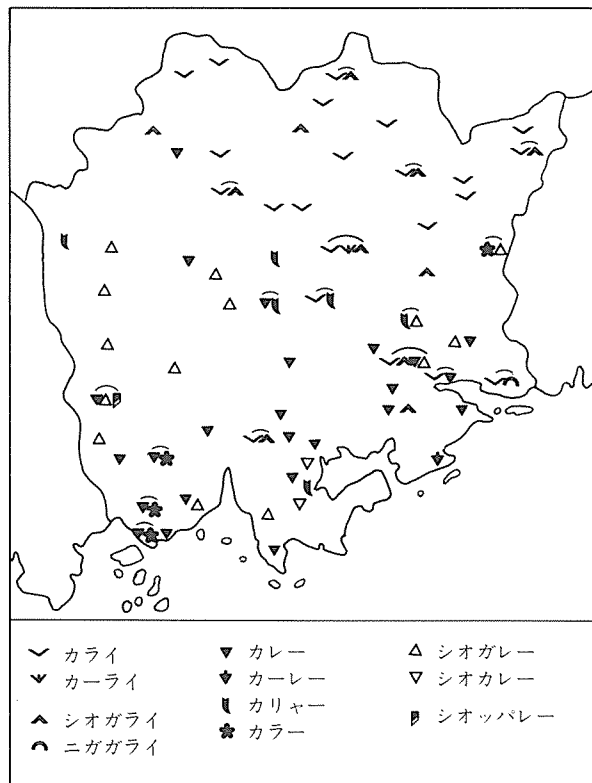 カライ
カーライ
シオガライ
ニガガライ
カレー
カーレー
カリャー
カラー
シオガレー
シオカレー
シオッパレー